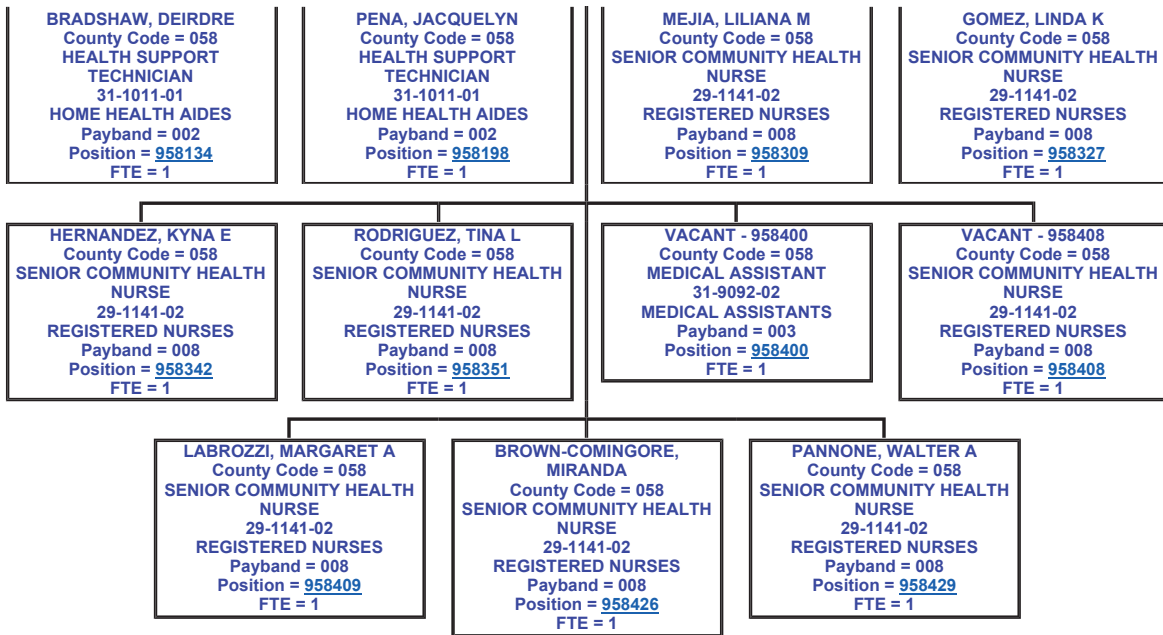 BRADSHAW, DEIRDRE
County Code = 058
HEALTH SUPPORT
TECHNICIAN
31-1011-01
HOME HEALTH AIDES
Payband = 002
Position = 958134
FTE = 1
PENA, JACQUELYN
County Code = 058
HEALTH SUPPORT
TECHNICIAN
31-1011-01
HOME HEALTH AIDES
Payband = 002
Position = 958198
FTE = 1
MEJIA, LILIANA M
County Code = 058
SENIOR COMMUNITY HEALTH
NURSE
29-1141-02
REGISTERED NURSES
Payband = 008
Position = 958309
FTE = 1
GOMEZ, LINDA K
County Code = 058
SENIOR COMMUNITY HEALTH
NURSE
29-1141-02
REGISTERED NURSES
Payband = 008
Position = 958327
FTE = 1
HERNANDEZ, KYNA E
County Code = 058
SENIOR COMMUNITY HEALTH
NURSE
29-1141-02
REGISTERED NURSES
Payband = 008
Position = 958342
FTE = 1
RODRIGUEZ, TINA L
County Code = 058
SENIOR COMMUNITY HEALTH
NURSE
29-1141-02
REGISTERED NURSES
Payband = 008
Position = 958351
FTE = 1
VACANT - 958400
County Code = 058
MEDICAL ASSISTANT
31-9092-02
MEDICAL ASSISTANTS
Payband = 003
Position = 958400
FTE = 1
VACANT - 958408
County Code = 058
SENIOR COMMUNITY HEALTH
NURSE
29-1141-02
REGISTERED NURSES
Payband = 008
Position = 958408
FTE = 1
LABROZZI, MARGARET A
County Code = 058
SENIOR COMMUNITY HEALTH
NURSE
29-1141-02
REGISTERED NURSES
Payband = 008
Position = 958409
FTE = 1
BROWN-COMINGORE,
MIRANDA
County Code = 058
SENIOR COMMUNITY HEALTH
NURSE
29-1141-02
REGISTERED NURSES
Payband = 008
Position = 958426
FTE = 1
PANNONE, WALTER A
County Code = 058
SENIOR COMMUNITY HEALTH
NURSE
29-1141-02
REGISTERED NURSES
Payband = 008
Position = 958429
FTE = 1